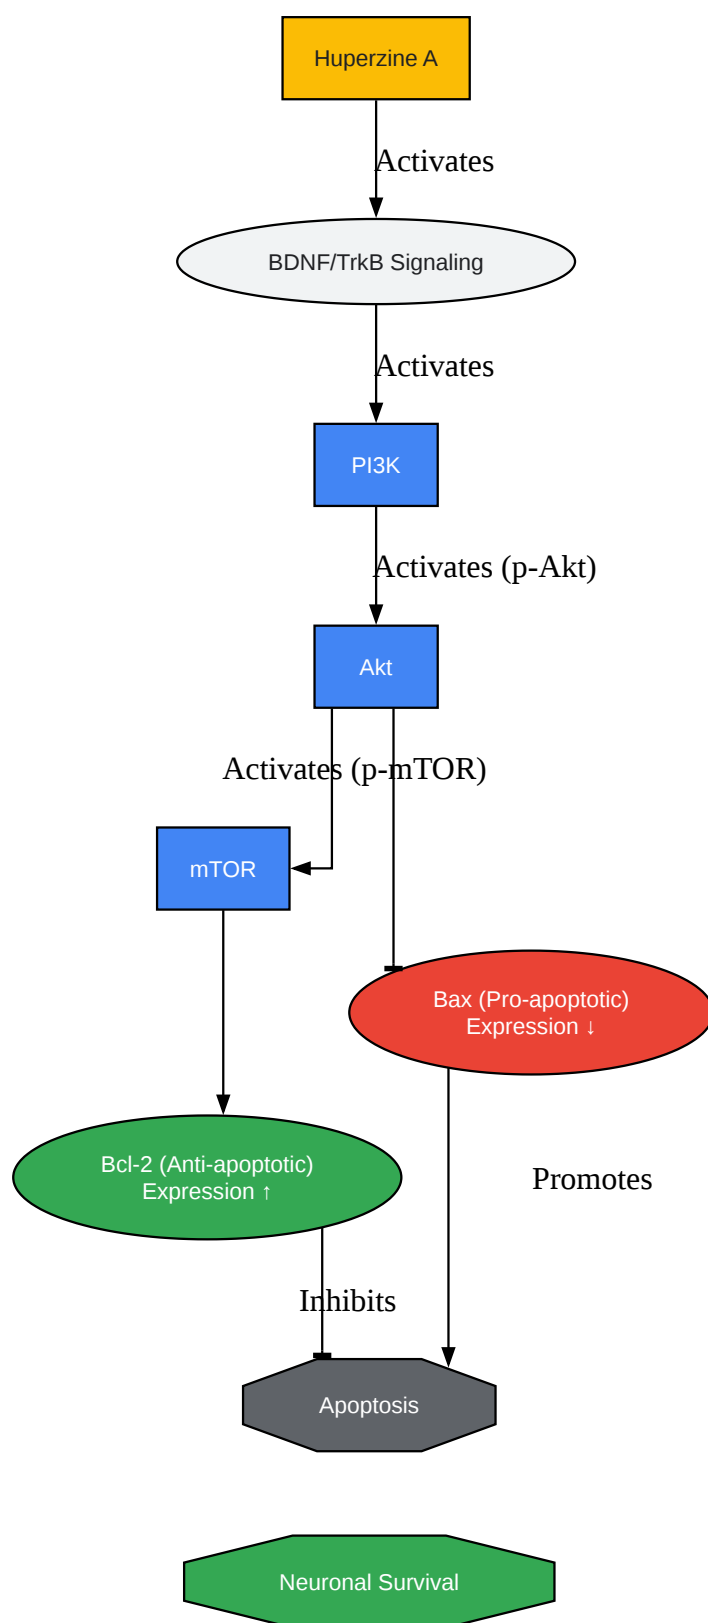 Huperzine A
Activates
BDNF/TrkB Signaling
Activates
PI3K
Activates (p-Akt)
Akt
Activates (p-mTOR)
mTOR
Bax (Pro-apoptotic)
Expression ↓
Bcl-2 (Anti-apoptotic)
Expression ↑
Promotes
Inhibits
Apoptosis
Neuronal Survival